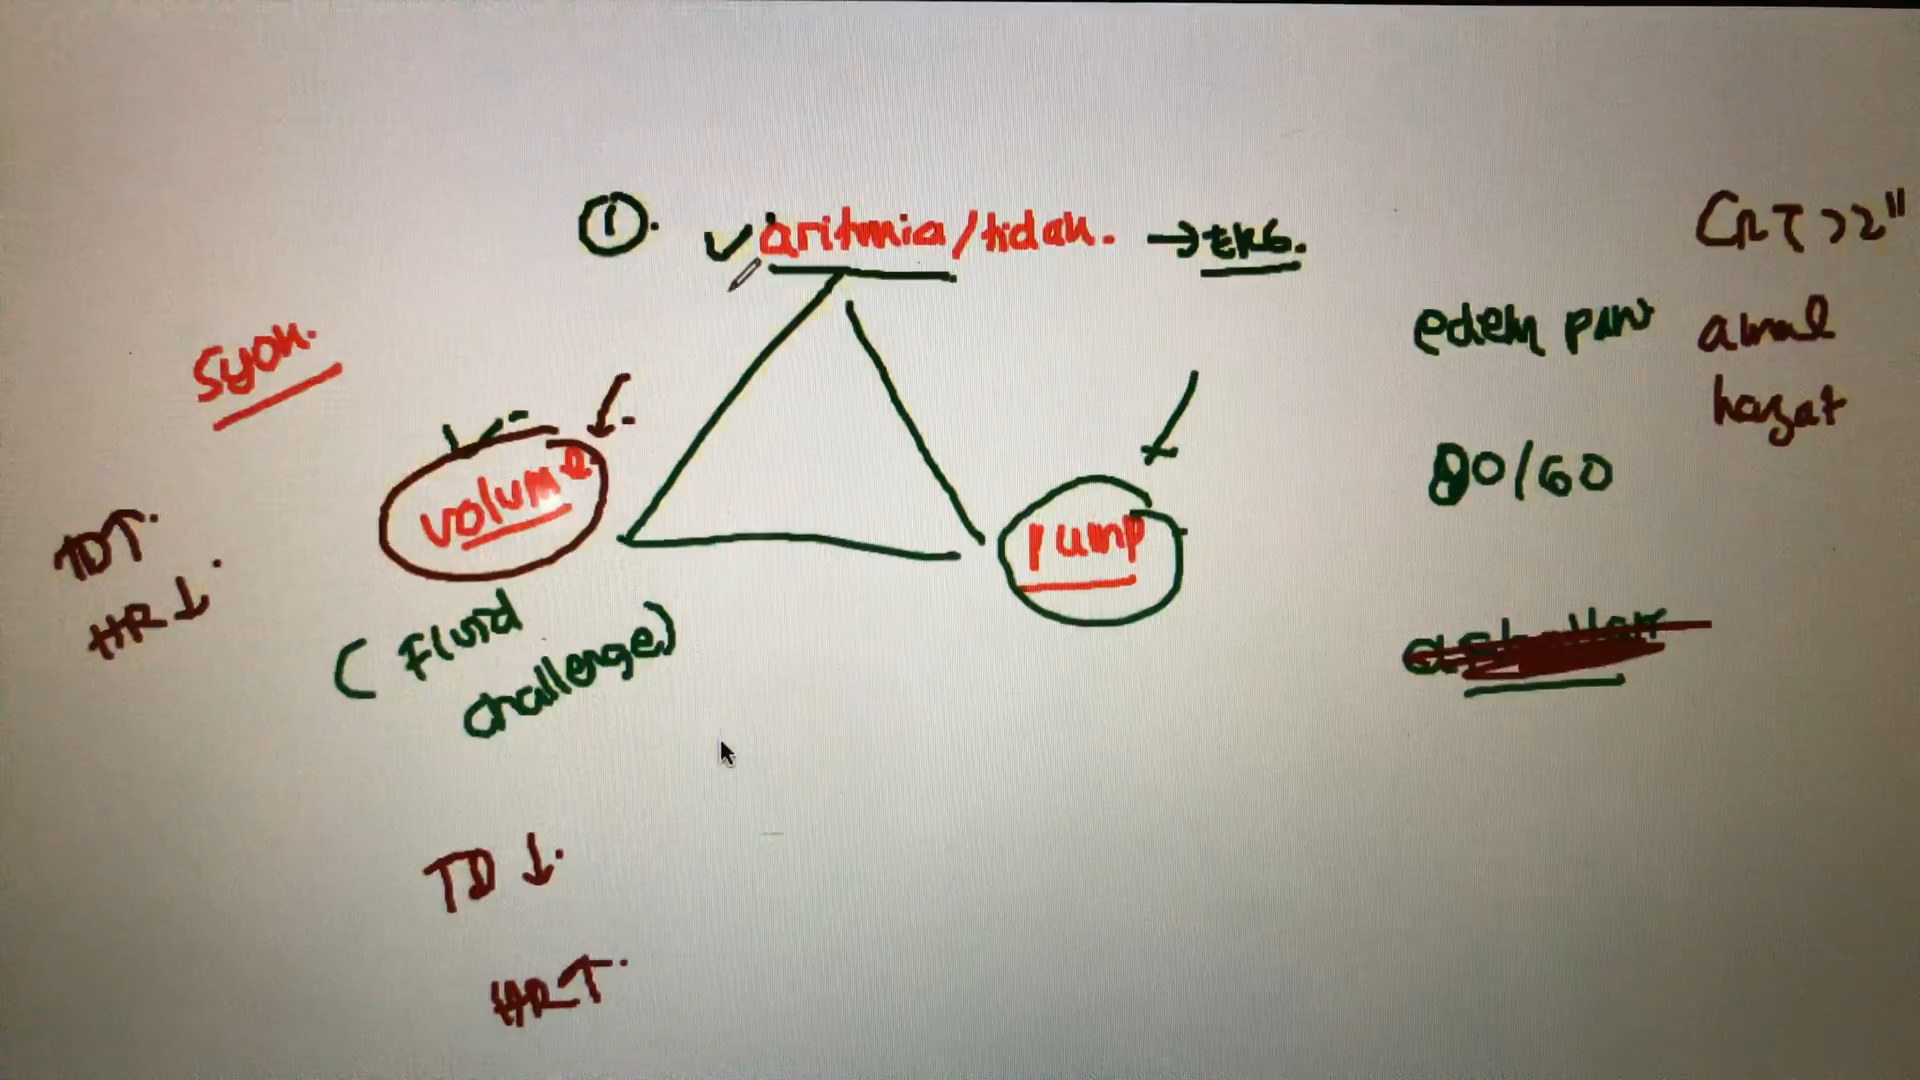 ①. aritmia/tidak. → EKG.
CRT >2"
edem paru
akral
hangat
syok.
volume
80/60
TD↑.
HR↓.
pump
(Fluid
challenge)
TD↓.
HR↑.